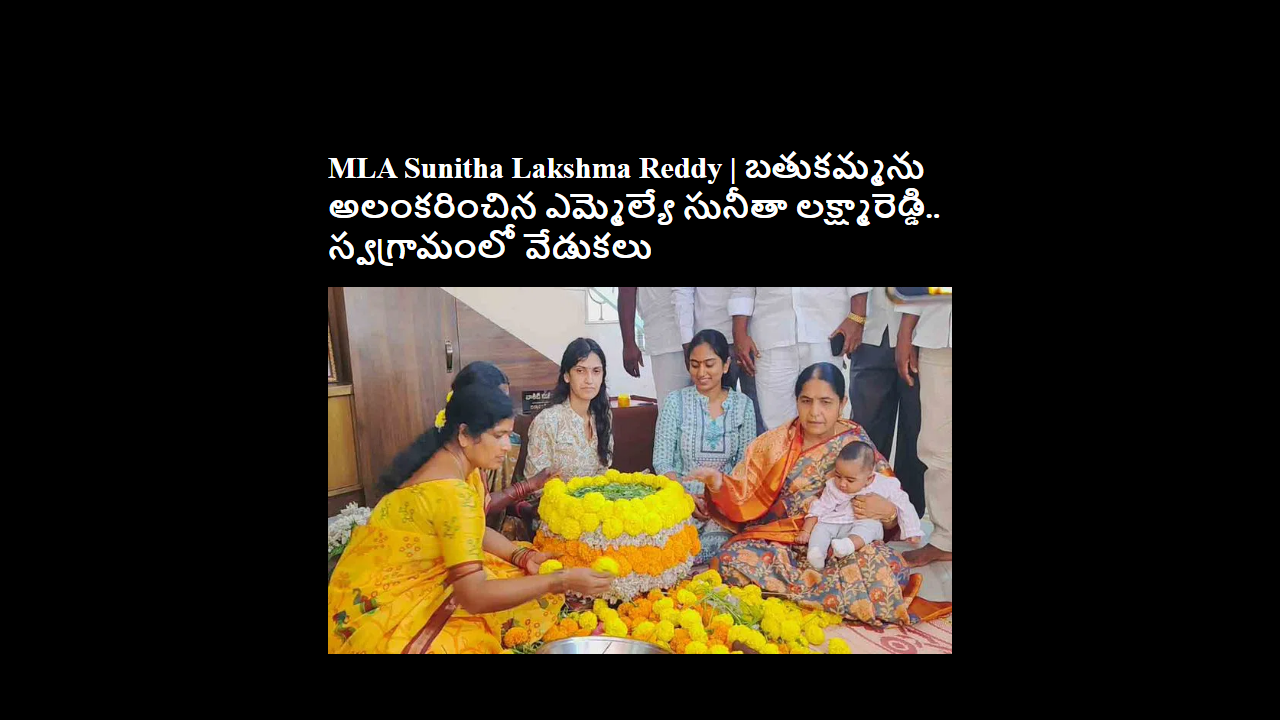 MLA Sunitha Lakshma Reddy | బతుకమ్మను
అలంకరించిన ఎమ్మెల్యే సునీతా లక్ష్మారెడ్డి..
స్వగ్రామంలో వేడుకలు